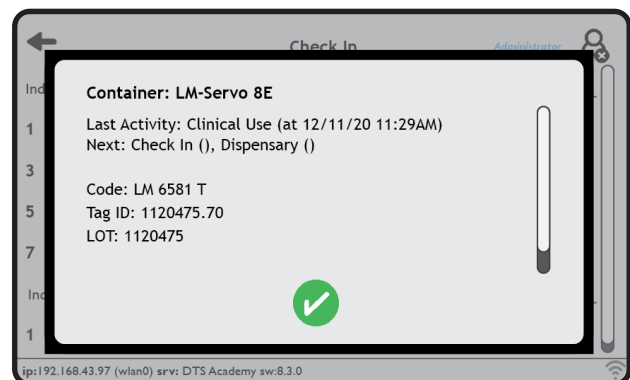 Check In
Administrator
Container: LM-Servo 8E
Last Activity: Clinical Use (at 12/11/20 11:29AM)
Next: Check In (), Dispensary ()
Code: LM 6581 T
Tag ID: 1120475.70
LOT: 1120475
Ind
1
3
5
7
Ind
1
ip:192.168.43.97 (wlan0) srv: DTS Academy sw:8.3.0